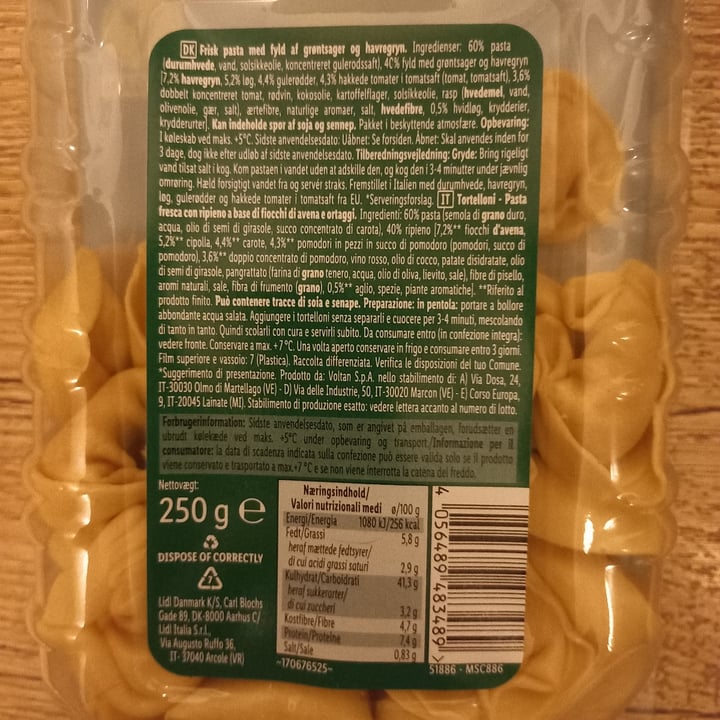 DK Frisk pasta med fyld af grøntsager og havregryn. Ingredienser: 60% pasta
(durumhvede, vand, solsikkeolie, koncentreret gulerodssaft), 40% fyld med grøntsager og havregryn
[7,2% havregryn, 5,2% løg, 4,4% gulerødder, 4,3% hakkede tomater i tomatsaft (tomat, tomatsaft), 3,6%
dobbelt koncentreret tomat, rødvin, kokosolie, kartoffelflager, solsikkeolie, rasp (hvedemel, vand,
olivenolie, gær, salt), ærtefibre, naturlige aromaer, salt, hvedefibre, 0,5% hvidløg, krydderier,
krydderurter]. Kan indeholde spor af soja og sennep. Pakket i beskyttende atmosfære. Opbevaring:
I køleskab ved maks. +5°C. Sidste anvendelsesdato: Uåbnet: Se forsiden. Åbnet: Skal anvendes inden for
3 dage, dog ikke efter udløb af sidste anvendelsesdato. Tilberedningsvejledning: Gryde: Bring rigeligt
vand tilsat salt i kog. Kom pastaen i vandet uden at adskille den, og kog den i 3-4 minutter under jævnlig
omrøring. Hæld forsigtigt vandet fra og servér straks. Fremstillet i Italien med durumhvede, havregryn,
løg, gulerødder og hakkede tomater i tomatsaft fra EU. *Serveringsforslag. IT Tortelloni - Pasta
fresca con ripieno a base di fiocchi di avena e ortaggi. Ingredienti: 60% pasta (semola di grano duro,
acqua, olio di semi di girasole, succo concentrato di carota), 40% ripieno [7,2%** fiocchi d'avena,
5,2%** cipolla, 4,4%** carote, 4,3%** pomodori in pezzi in succo di pomodoro (pomodori, succo di
pomodoro), 3,6%** doppio concentrato di pomodoro, vino rosso, olio di cocco, patate disidratate, olio
di semi di girasole, pangrattato (farina di grano tenero, acqua, olio di oliva, lievito, sale), fibre di pisello,
aromi naturali, sale, fibra di frumento (grano), 0,5%** aglio, spezie, piante aromatiche]. **Riferito al
prodotto finito. Può contenere tracce di soia e senape. Preparazione: in pentola: portare a bollore
abbondante acqua salata. Aggiungere i tortelloni senza separarli e cuocere per 3-4 minuti, mescolando
di tanto in tanto. Quindi scolarli con cura e servirli subito. Da consumare entro (in confezione integra):
vedere fronte. Conservare a max. +7°C. Una volta aperto conservare in frigo e consumare entro 3 giorni.
Film superiore e vassoio: 7 (Plastica). Raccolta differenziata. Verifica le disposizioni del tuo Comune.
*Suggerimento di presentazione. Prodotto da: Voltan S.p.A. nello stabilimento di: A) Via Dosa, 24,
IT-30030 Olmo di Martellago (VE) - D) Via delle Industrie, 50, IT-30020 Marcon (VE) - E) Corso Europa,
9, IT-20045 Lainate (MI). Stabilimento di produzione esatto: vedere lettera accanto al numero di lotto.
Forbrugerinformation: Sidste anvendelsesdato, som er angivet på emballagen, forudsætter en
ubrudt kølekæde ved maks. +5°C under opbevaring og transport./Informazione per il
consumatore: la data di scadenza indicata sulla confezione può essere valida solo se il prodotto
viene conservato e trasportato a max.+7°C e se non viene interrotta la catena del freddo.
Nettovægt:
250 g e
DISPOSE OF CORRECTLY
7
Lidl Danmark K/S, Carl Blochs
Gade 89, DK-8000 Aarhus C/
Lidl Italia S.r.l.,
Via Augusto Ruffo 36,
IT- 37040 Arcole (VR)
Næringsindhold/
Valori nutrizionali medi ø/100 g
Energi/Energia 1080 kJ/256 kcal
Fedt/Grassi 5,8 g
heraf mættede fedtsyrer/
di cui acidi grassi saturi 2,9 g
Kulhydrat/Carboidrati 41,3 g
heraf sukkerarter/
di cui zuccheri 3,2 g
Kostfibre/Fibre 4,7 g
Protein/Proteine 7,4 g
Salt/Sale 0,83 g
~170676525~
4 056489 483489 >
51886 - MSC886